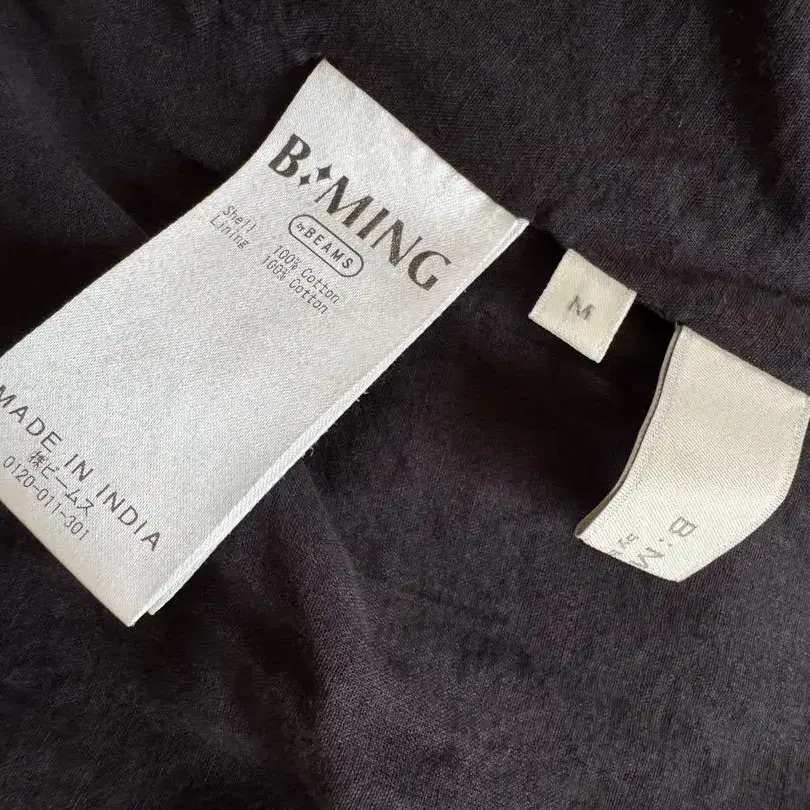 B:MING
by BEAMS
Shell 100% Cotton
Lining 100% Cotton
MADE IN INDIA
㈱ビームス
0120-011-301
M
B:M